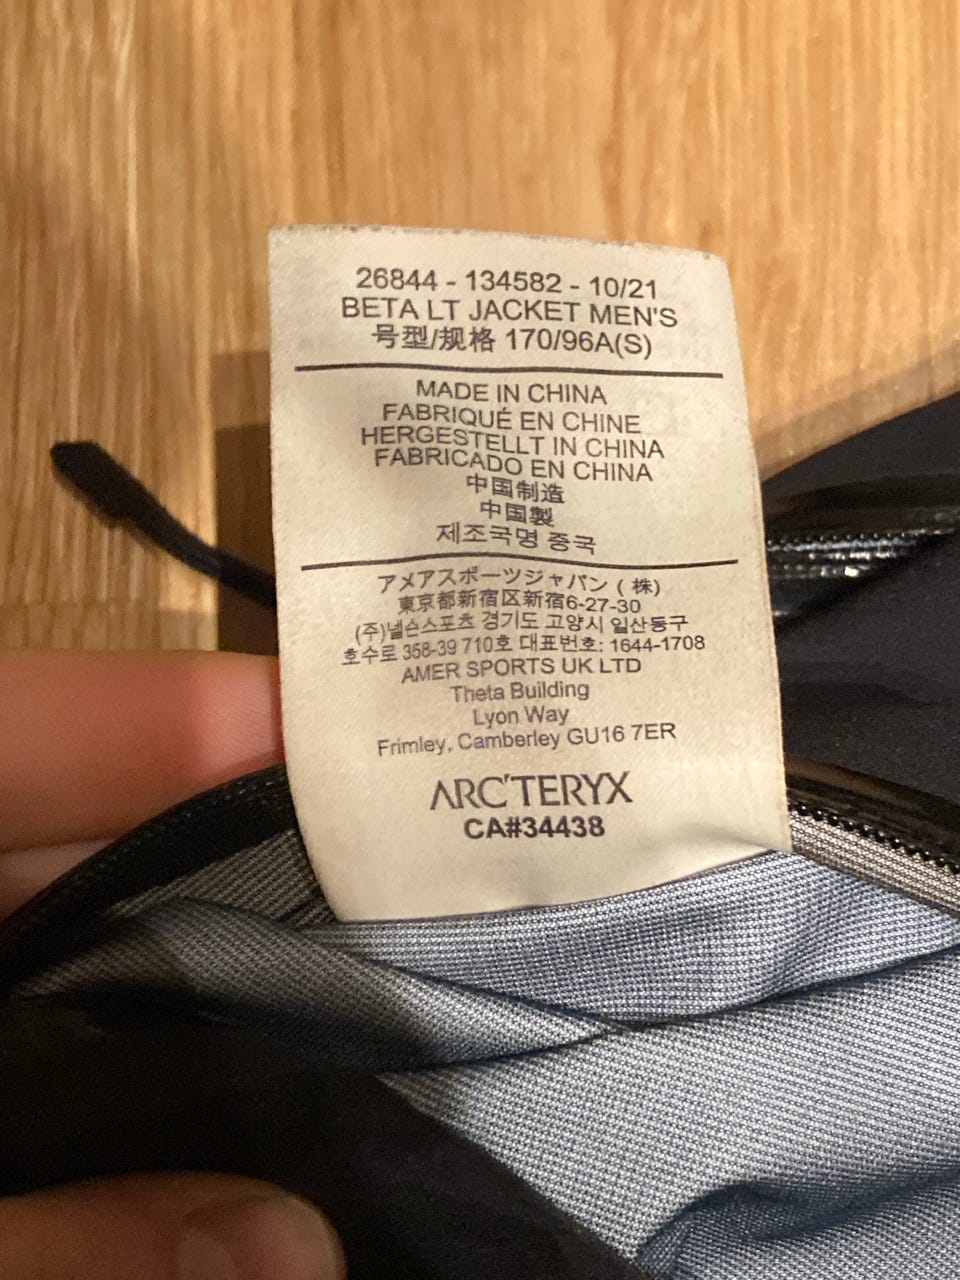 26844 - 134582 - 10/21
BETA LT JACKET MEN'S
号型/规格 170/96A(S)
MADE IN CHINA
FABRIQUÉ EN CHINE
HERGESTELLT IN CHINA
FABRICADO EN CHINA
中国制造
中国製
제조국명 중국
アメアスポーツジャパン ( 株)
東京都新宿区新宿6-27-30
(주)넬슨스포츠 경기도 고양시 일산동구
호수로 358-39 710호 대표번호: 1644-1708
AMER SPORTS UK LTD
Theta Building
Lyon Way
Frimley, Camberley GU16 7ER
ARC'TERYX
CA#34438